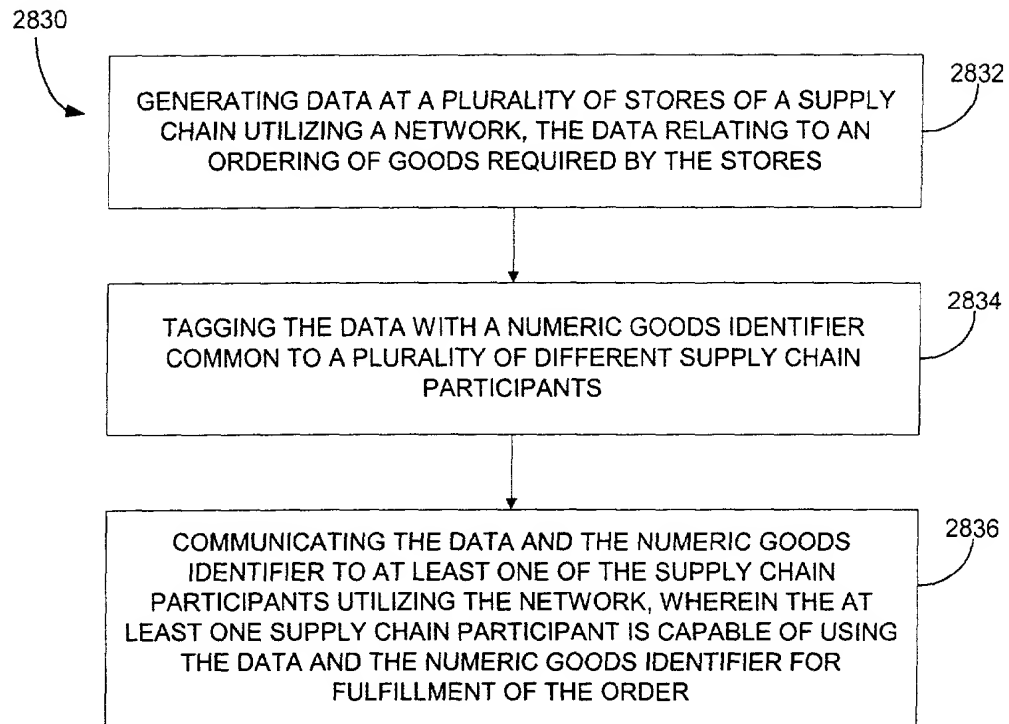 2830
2832
GENERATING DATA AT A PLURALITY OF STORES OF A SUPPLY
CHAIN UTILIZING A NETWORK, THE DATA RELATING TO AN
ORDERING OF GOODS REQUIRED BY THE STORES
2834
TAGGING THE DATA WITH A NUMERIC GOODS IDENTIFIER
COMMON TO A PLURALITY OF DIFFERENT SUPPLY CHAIN
PARTICIPANTS
2836
COMMUNICATING THE DATA AND THE NUMERIC GOODS
IDENTIFIER TO AT LEAST ONE OF THE SUPPLY CHAIN
PARTICIPANTS UTILIZING THE NETWORK, WHEREIN THE AT
LEAST ONE SUPPLY CHAIN PARTICIPANT IS CAPABLE OF USING
THE DATA AND THE NUMERIC GOODS IDENTIFIER FOR
FULFILLMENT OF THE ORDER